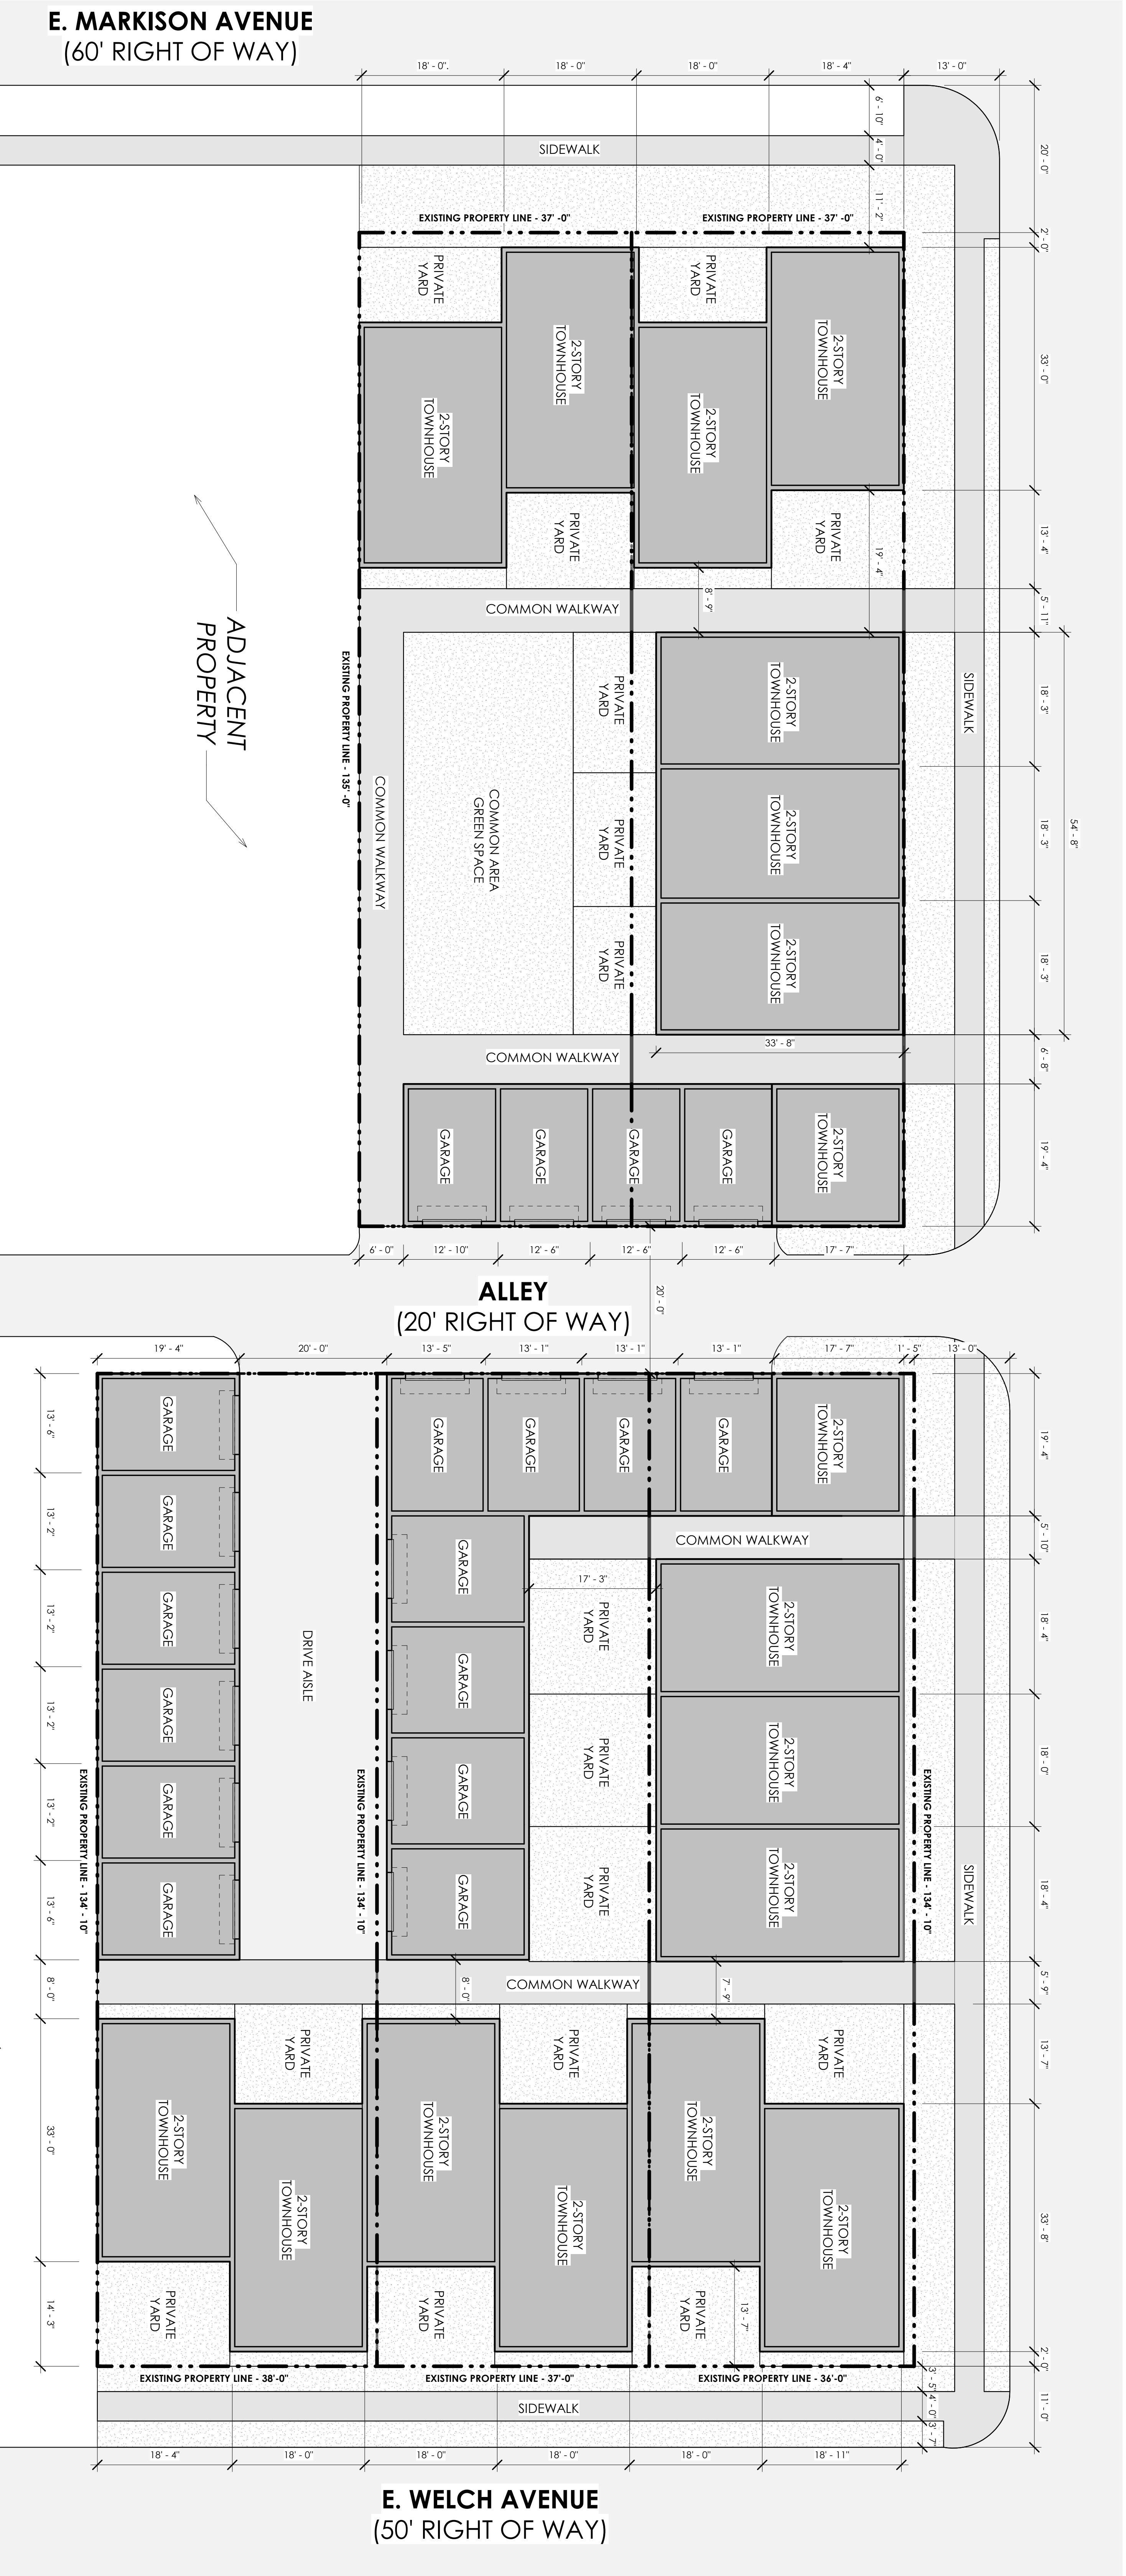 E. MARKISON AVENUE
(60' RIGHT OF WAY)
18' - 0".
18' - 0"
18' - 0"
18' - 4"
13' - 0"
6' - 10"
4' - 0"
11' - 2"
20' - 0"
2' - 0"
SIDEWALK
EXISTING PROPERTY LINE - 37' -0"
EXISTING PROPERTY LINE - 37' -0"
PRIVATE
YARD
PRIVATE
YARD
2-STORY
TOWNHOUSE
2-STORY
TOWNHOUSE
33' - 0"
2-STORY
TOWNHOUSE
2-STORY
TOWNHOUSE
PRIVATE
YARD
PRIVATE
YARD
13' - 4"
19' - 4"
8' - 9"
COMMON WALKWAY
5' - 11"
ADJACENT
PROPERTY
EXISTING PROPERTY LINE - 135' -0"
PRIVATE
YARD
2-STORY
TOWNHOUSE
SIDEWALK
18' - 3"
COMMON WALKWAY
COMMON AREA
GREEN SPACE
PRIVATE
YARD
2-STORY
TOWNHOUSE
18' - 3"
54' - 8"
PRIVATE
YARD
2-STORY
TOWNHOUSE
18' - 3"
33' - 8"
COMMON WALKWAY
6' - 8"
GARAGE
GARAGE
GARAGE
GARAGE
2-STORY
TOWNHOUSE
19' - 4"
6' - 0"
12' - 10"
12' - 6"
12' - 6"
12' - 6"
17' - 7"
ALLEY
(20' RIGHT OF WAY)
20' - 0"
19' - 4"
20' - 0"
13' - 5"
13' - 1"
13' - 1"
13' - 1"
17' - 7"
1' - 5"
13' - 0"
13' - 6"
GARAGE
GARAGE
GARAGE
GARAGE
GARAGE
2-STORY
TOWNHOUSE
19' - 4"
13' - 2"
GARAGE
COMMON WALKWAY
5' - 10"
GARAGE
17' - 3"
13' - 2"
GARAGE
DRIVE AISLE
PRIVATE
YARD
2-STORY
TOWNHOUSE
18' - 4"
GARAGE
13' - 2"
GARAGE
PRIVATE
YARD
2-STORY
TOWNHOUSE
18' - 0"
GARAGE
EXISTING PROPERTY LINE - 134' - 10"
EXISTING PROPERTY LINE - 134' - 10"
EXISTING PROPERTY LINE - 134' - 10"
13' - 2"
GARAGE
13' - 6"
GARAGE
GARAGE
PRIVATE
YARD
2-STORY
TOWNHOUSE
SIDEWALK
18' - 4"
8' - 0"
8' - 0"
COMMON WALKWAY
7' - 9"
5' - 9"
PRIVATE
YARD
PRIVATE
YARD
PRIVATE
YARD
13' - 7"
2-STORY
TOWNHOUSE
2-STORY
TOWNHOUSE
2-STORY
TOWNHOUSE
33' - 0"
2-STORY
TOWNHOUSE
2-STORY
TOWNHOUSE
2-STORY
TOWNHOUSE
33' - 8"
PRIVATE
YARD
PRIVATE
YARD
PRIVATE
YARD
14' - 3"
13' - 7"
2' - 0"
EXISTING PROPERTY LINE - 38'-0"
EXISTING PROPERTY LINE - 37'-0"
EXISTING PROPERTY LINE - 36'-0"
3' - 5"
4' - 0"
3' - 7"
11' - 0"
SIDEWALK
18' - 4"
18' - 0"
18' - 0"
18' - 0"
18' - 0"
18' - 11"
E. WELCH AVENUE
(50' RIGHT OF WAY)